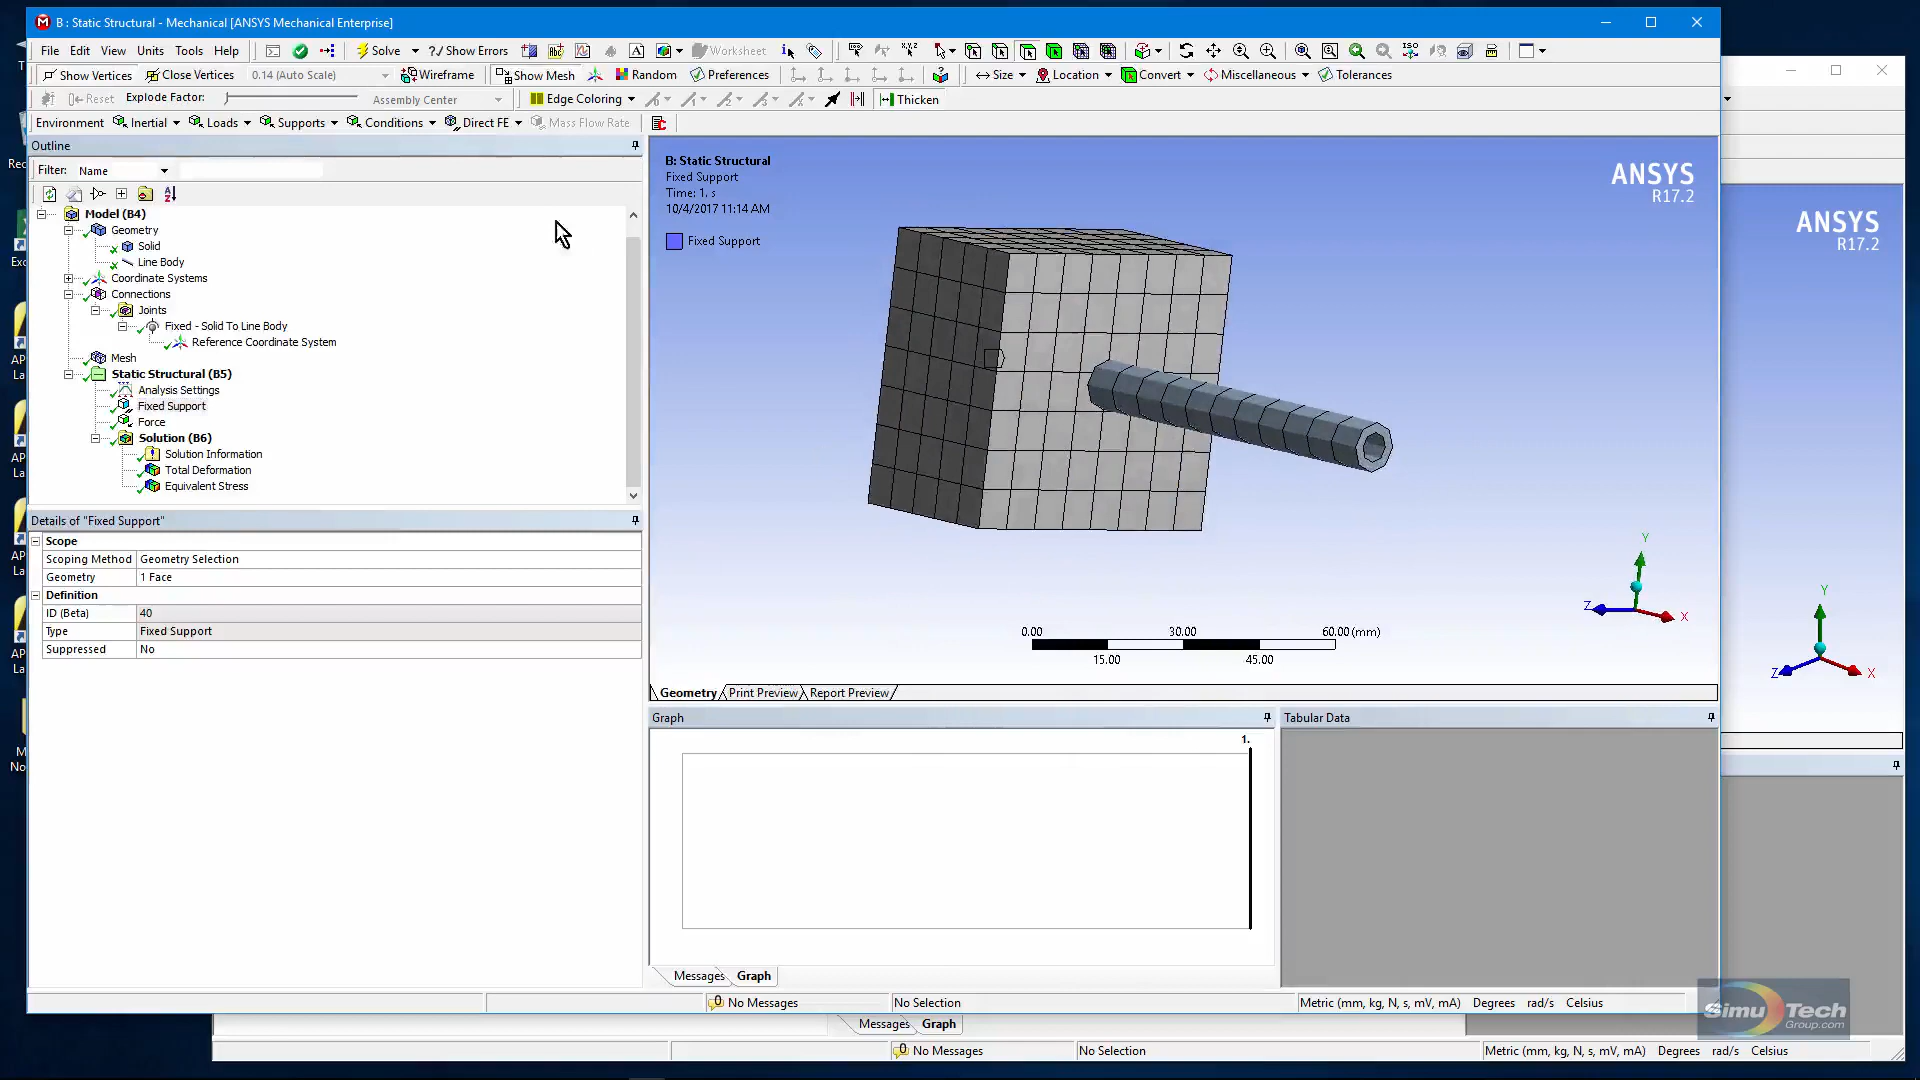 B : Static Structural - Mechanical [ANSYS Mechanical Enterprise]
File Edit View Units Tools Help Solve ?/ Show Errors Worksheet
Show Vertices Close Vertices 0.14 (Auto Scale) Wireframe Show Mesh Random Preferences Size Location Convert Miscellaneous Tolerances
Reset Explode Factor: Assembly Center Edge Coloring Thicken
Environment Inertial Loads Supports Conditions Direct FE Mass Flow Rate
Outline
Filter: Name
Model (B4)
Geometry
Solid
Line Body
Coordinate Systems
Connections
Joints
Fixed - Solid To Line Body
Reference Coordinate System
Mesh
Static Structural (B5)
Analysis Settings
Fixed Support
Force
Solution (B6)
Solution Information
Total Deformation
Equivalent Stress
Details of "Fixed Support"
Scope
Scoping Method Geometry Selection
Geometry 1 Face
Definition
ID (Beta) 40
Type Fixed Support
Suppressed No
B: Static Structural
Fixed Support
Time: 1. s
10/4/2017 11:14 AM
Fixed Support
ANSYS
R17.2
Y
Z
X
0.00 30.00 60.00 (mm)
15.00 45.00
Geometry Print Preview Report Preview
Graph
1.
Messages Graph
Tabular Data
No Messages No Selection Metric (mm, kg, N, s, mV, mA) Degrees rad/s Celsius
ANSYS
R17.2
Y
Z
X
Messages Graph
No Messages No Selection Metric (mm, kg, N, s, mV, mA) Degrees rad/s Celsius
SimuTech
Group.com